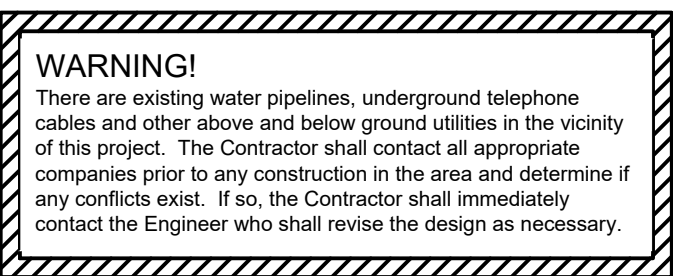 WARNING!
There are existing water pipelines, underground telephone
cables and other above and below ground utilities in the vicinity
of this project.  The Contractor shall contact all appropriate
companies prior to any construction in the area and determine if
any conflicts exist.  If so, the Contractor shall immediately
contact the Engineer who shall revise the design as necessary.